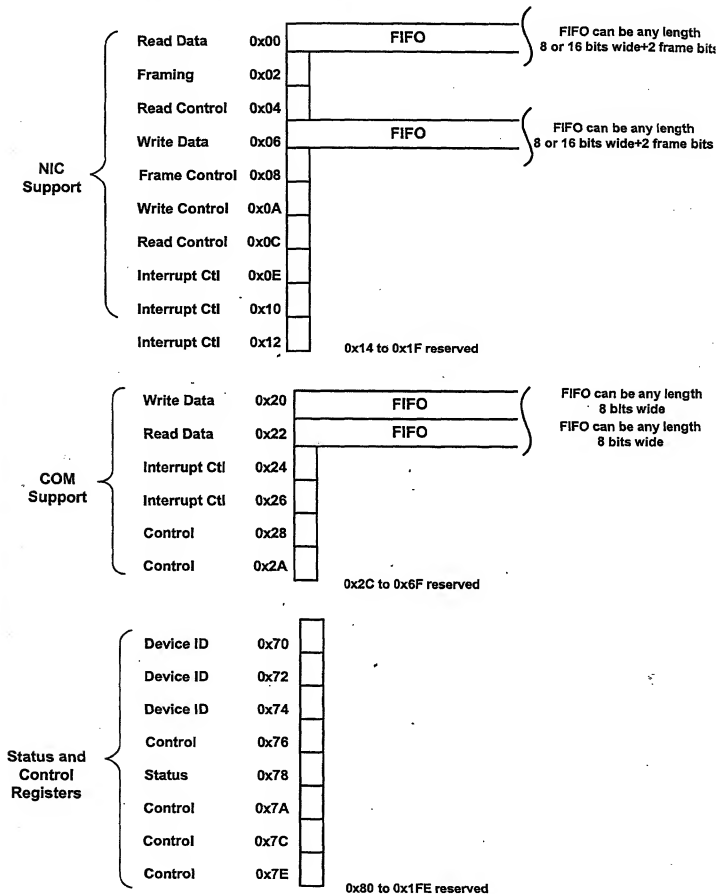 Read Data 0x00 FIFO FIFO can be any length
8 or 16 bits wide+2 frame bits
Framing 0x02
Read Control 0x04
Write Data 0x06 FIFO FIFO can be any length
8 or 16 bits wide+2 frame bits
NIC
Support
Frame Control 0x08
Write Control 0x0A
Read Control 0x0C
Interrupt Ctl 0x0E
Interrupt Ctl 0x10
Interrupt Ctl 0x12
0x14 to 0x1F reserved
Write Data 0x20 FIFO FIFO can be any length
8 bits wide
Read Data 0x22 FIFO FIFO can be any length
8 bits wide
Interrupt Ctl 0x24
COM
Support
Interrupt Ctl 0x26
Control 0x28
Control 0x2A
0x2C to 0x6F reserved
Device ID 0x70
Device ID 0x72
Device ID 0x74
Control 0x76
Status and
Control
Registers
Status 0x78
Control 0x7A
Control 0x7C
Control 0x7E
0x80 to 0x1FE reserved